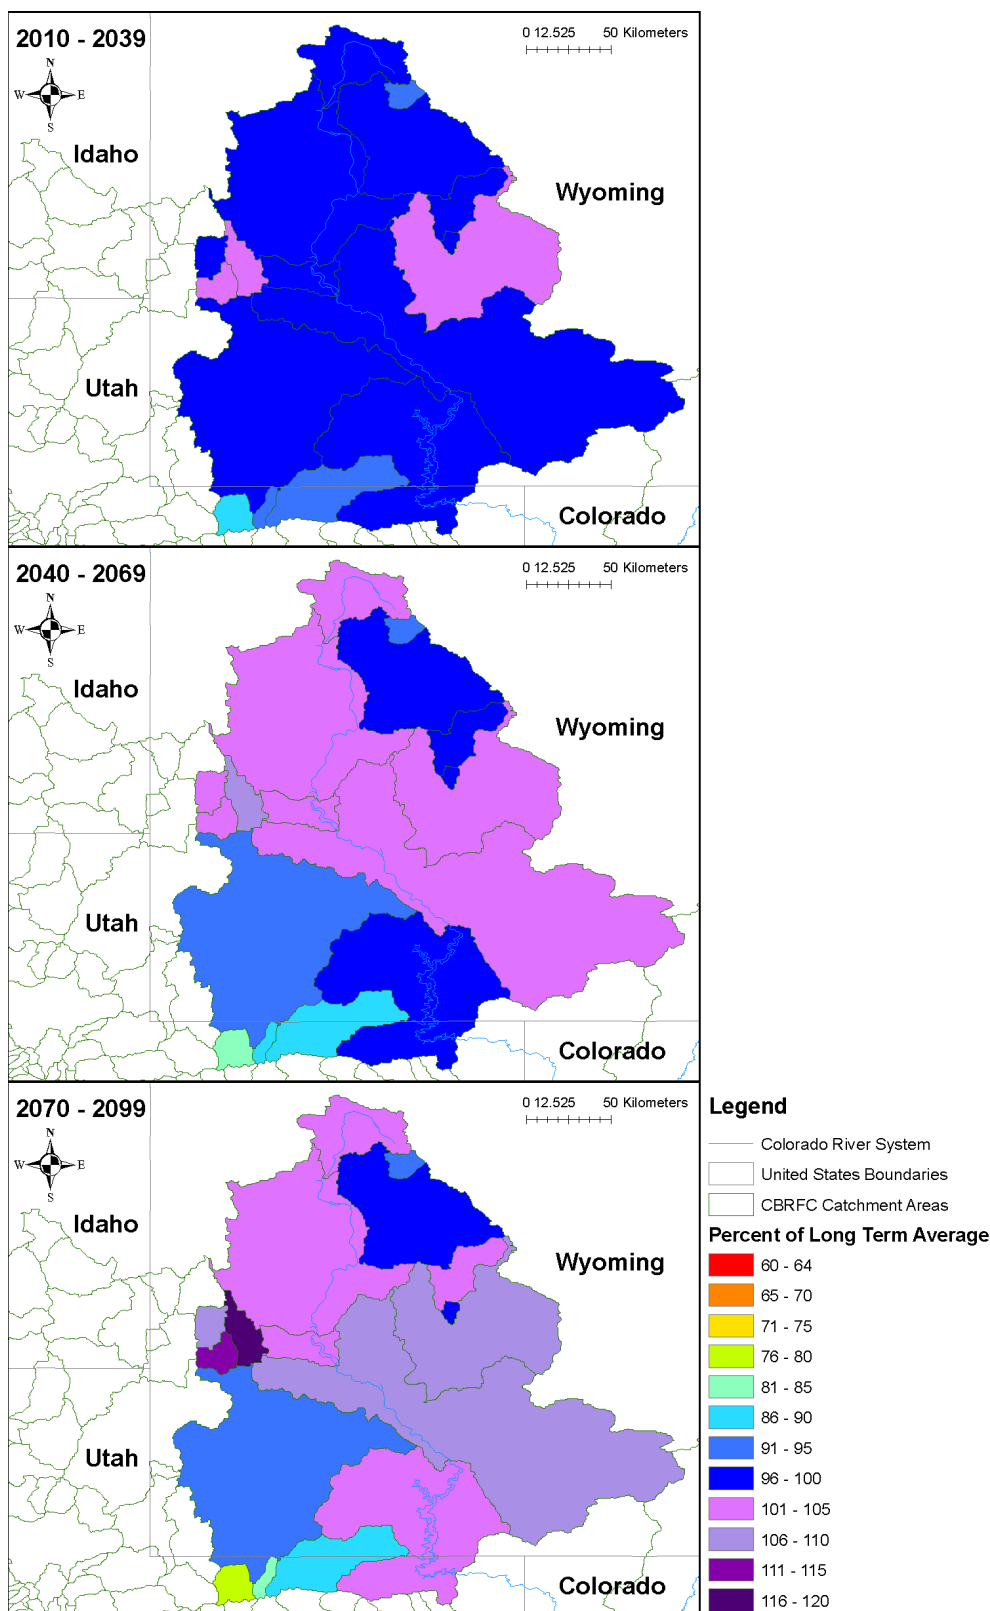 2010 - 2039
0 12.525 50 Kilometers
N
W E
S
Idaho
Wyoming
Utah
Colorado
2040 - 2069
0 12.525 50 Kilometers
N
W E
S
Idaho
Wyoming
Utah
Colorado
2070 - 2099
0 12.525 50 Kilometers
N
W E
S
Idaho
Wyoming
Utah
Colorado
Legend
Colorado River System
United States Boundaries
CBRFC Catchment Areas
Percent of Long Term Average
60 - 64
65 - 70
71 - 75
76 - 80
81 - 85
86 - 90
91 - 95
96 - 100
101 - 105
106 - 110
111 - 115
116 - 120